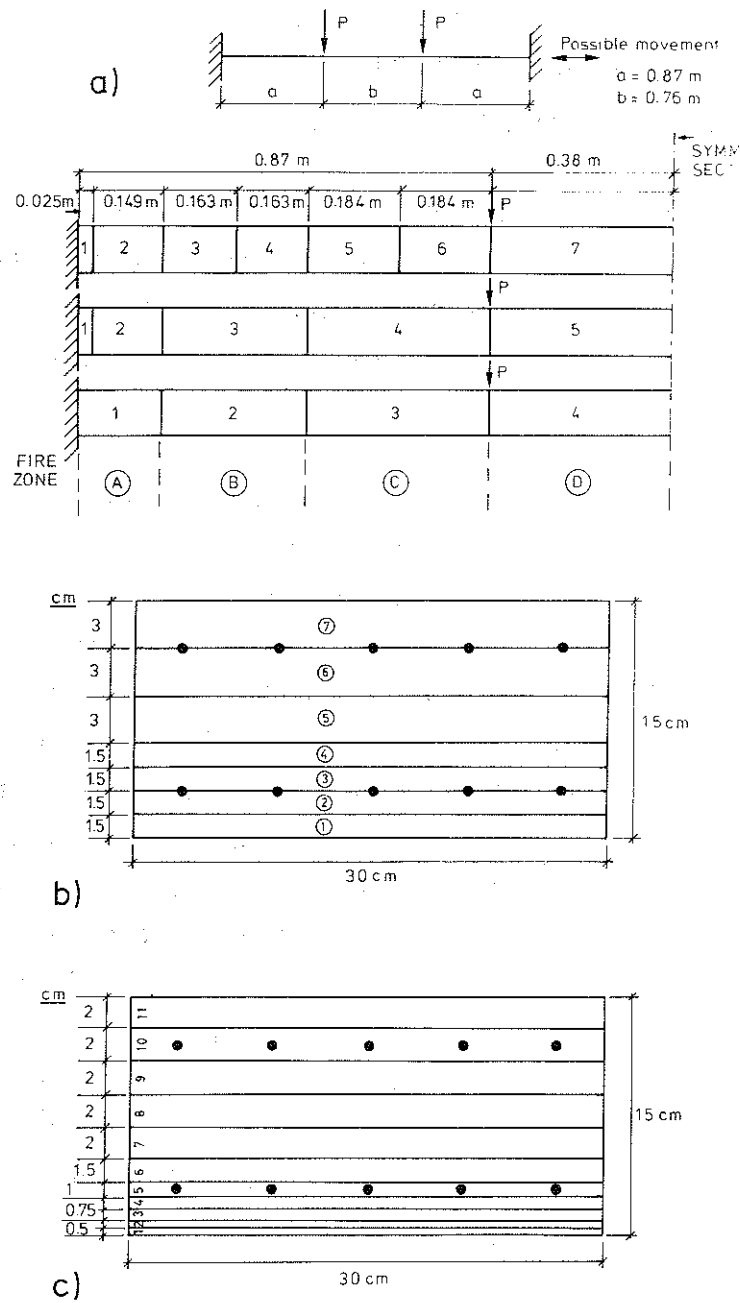 P P
Possible movement
a = 0.87 m
b = 0.75 m
a)
a b a
SYMM
SEC
0.87 m 0.38 m
0.025m 0.149 m 0.163 m 0.163 m 0.184 m 0.184 m P
1 2 3 4 5 6 7
P
1 2 3 4 5
P
1 2 3 4
FIRE
ZONE
A B C D
cm
3 7
3 6
3 5
15 cm
1.5 4
1.5 3
1.5 2
1.5 1
30 cm
b)
cm
2 11
2 10
2 9
2 8
15 cm
2 7
1.5 6
1 5
4
0.75 3
0.5 1 2
30 cm
c)